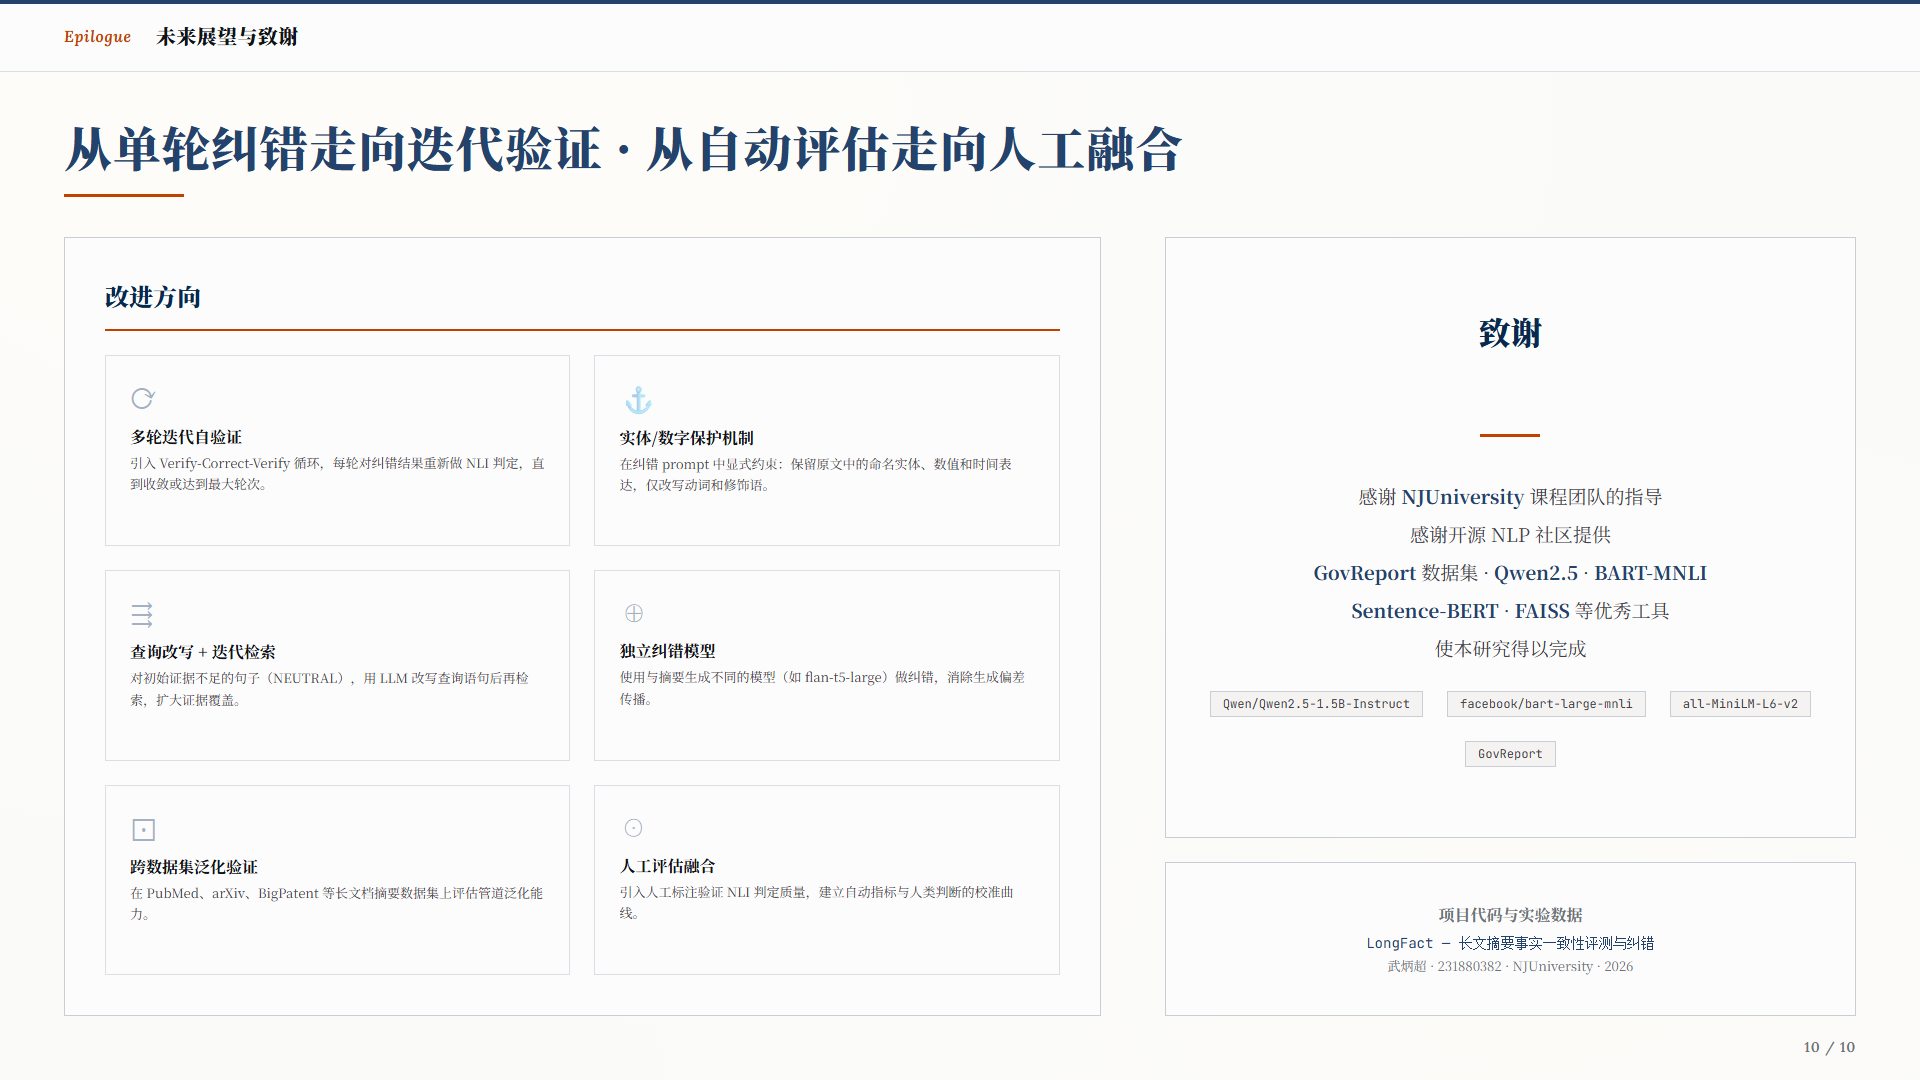 Epilogue 未来展望与致谢
从单轮纠错走向迭代验证 · 从自动评估走向人工融合
改进方向
多轮迭代自验证
引入 Verify-Correct-Verify 循环，每轮对纠错结果重新做 NLI 判定，直
到收敛或达到最大轮次。
实体/数字保护机制
在纠错 prompt 中显式约束：保留原文中的命名实体、数值和时间表
达，仅改写动词和修饰语。
查询改写 + 迭代检索
对初始证据不足的句子（NEUTRAL），用 LLM 改写查询语句后再检
索，扩大证据覆盖。
独立纠错模型
使用与摘要生成不同的模型（如 flan-t5-large）做纠错，消除生成偏差
传播。
跨数据集泛化验证
在 PubMed、arXiv、BigPatent 等长文档摘要数据集上评估管道泛化能
力。
人工评估融合
引入人工标注验证 NLI 判定质量，建立自动指标与人类判断的校准曲
线。
致谢
感谢 NJUniversity 课程团队的指导
感谢开源 NLP 社区提供
GovReport 数据集 · Qwen2.5 · BART-MNLI
Sentence-BERT · FAISS 等优秀工具
使本研究得以完成
Qwen/Qwen2.5-1.5B-Instruct facebook/bart-large-mnli all-MiniLM-L6-v2
GovReport
项目代码与实验数据
LongFact — 长文摘要事实一致性评测与纠错
武炳超 · 231880382 · NJUniversity · 2026
10 / 10